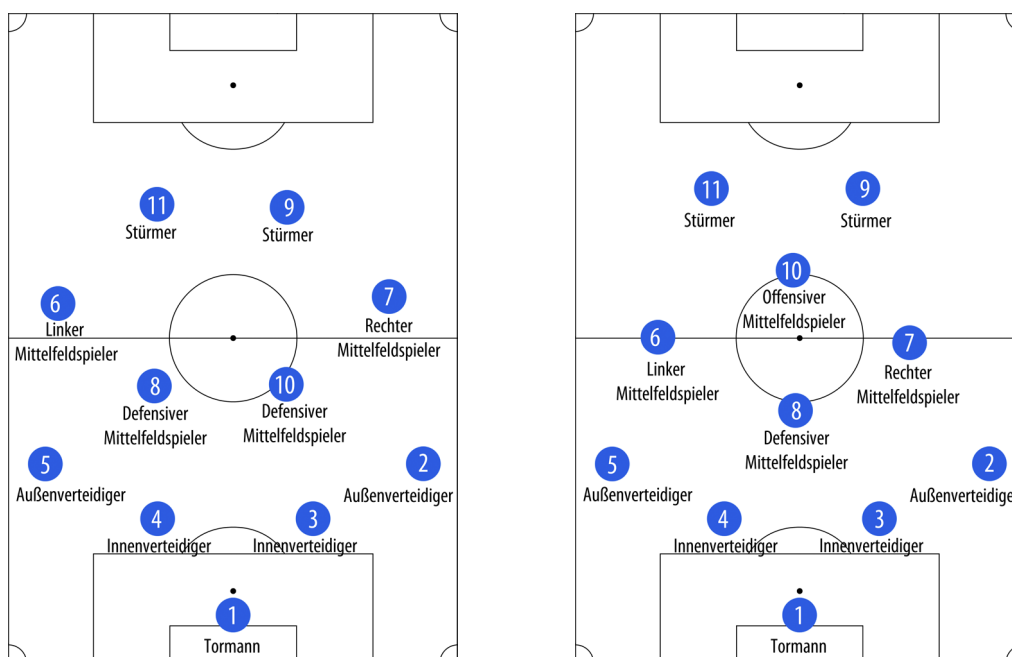 11
Stürmer
9
Stürmer
6
Linker
Mittelfeldspieler
7
Rechter
Mittelfeldspieler
8
Defensiver
Mittelfeldspieler
10
Defensiver
Mittelfeldspieler
5
Außenverteidiger
2
Außenverteidiger
4
Innenverteidiger
3
Innenverteidiger
1
Tormann
11
Stürmer
9
Stürmer
10
Offensiver
Mittelfeldspieler
6
Linker
Mittelfeldspieler
7
Rechter
Mittelfeldspieler
8
Defensiver
Mittelfeldspieler
5
Außenverteidiger
2
Außenverteidige
4
Innenverteidiger
3
Innenverteidiger
1
Tormann